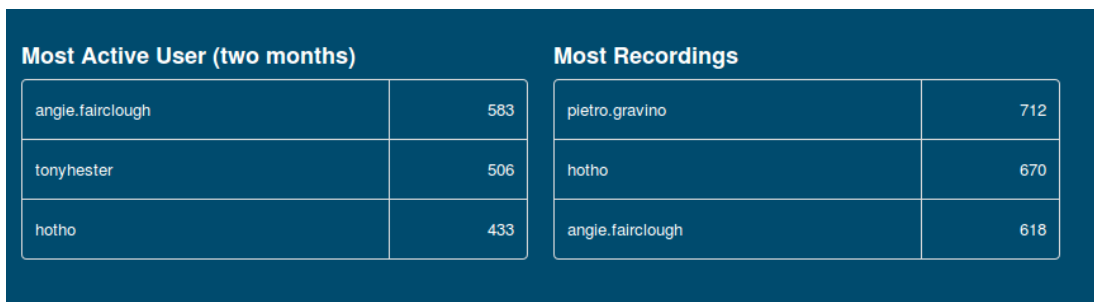 Most Active User (two months)
angie.fairclough 583
tonyhester 506
hotho 433
Most Recordings
pietro.gravino 712
hotho 670
angie.fairclough 618